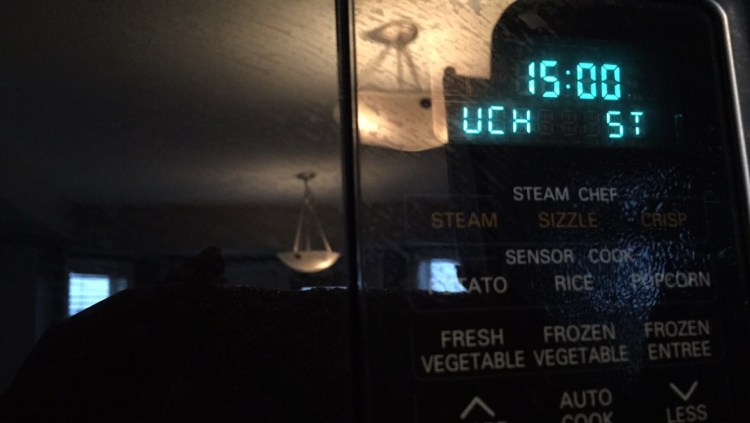 15:00
UCH ST
STEAM CHEF
STEAM SIZZLE CRISP
SENSOR COOK
TATO RICE POPCORN
FRESH VEGETABLE FROZEN VEGETABLE FROZEN ENTREE
AUTO COOK LESS